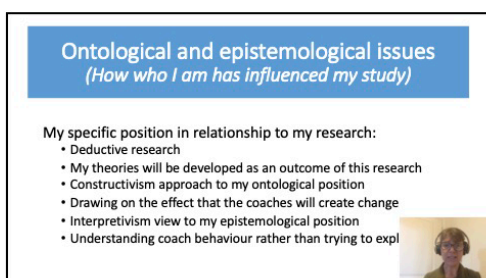 Ontological and epistemological issues
(How who I am has influenced my study)
My specific position in relationship to my research:
• Deductive research
• My theories will be developed as an outcome of this research
• Constructivism approach to my ontological position
• Drawing on the effect that the coaches will create change
• Interpretivism view to my epistemological position
• Understanding coach behaviour rather than trying to expl